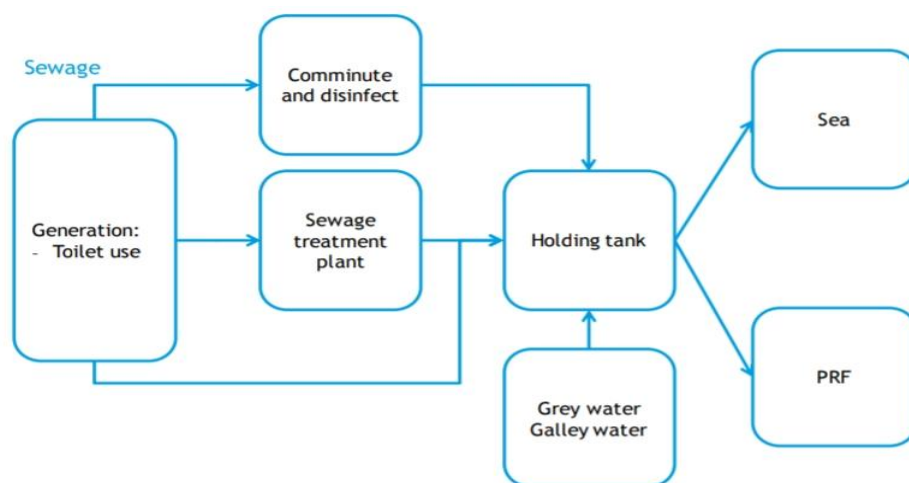 Sewage
Comminute
and disinfect
Sea
Generation:
- Toilet use
Sewage
treatment
plant
Holding tank
Grey water
Galley water
PRF